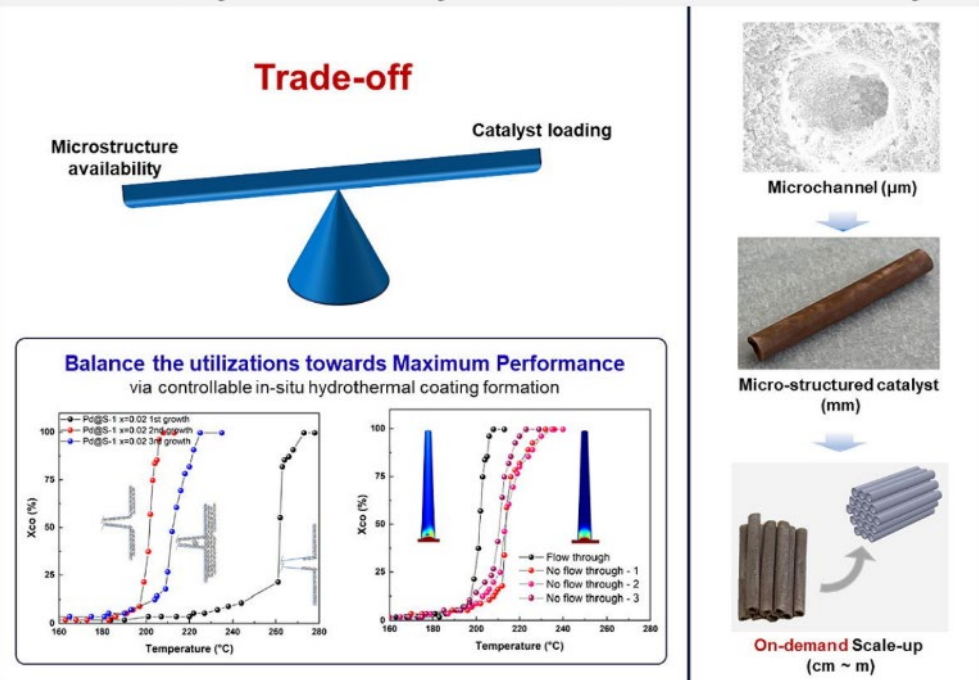 Trade-off
Microstructure
availability
Catalyst loading
Balance the utilizations towards Maximum Performance
via controllable in-situ hydrothermal coating formation
Pd@S-1 x=0.02 1st growth
Pd@S-1 x=0.02 2nd growth
Pd@S-1 x=0.02 3rd growth
100
75
50
25
0
Xco (%)
160 180 200 220 240 260 280
Temperature (°C)
100
75
50
25
0
Xco (%)
Flow through
No flow through - 1
No flow through - 2
No flow through - 3
160 180 200 220 240 260 280
Temperature (°C)
Microchannel (μm)
Micro-structured catalyst
(mm)
On-demand Scale-up
(cm ~ m)